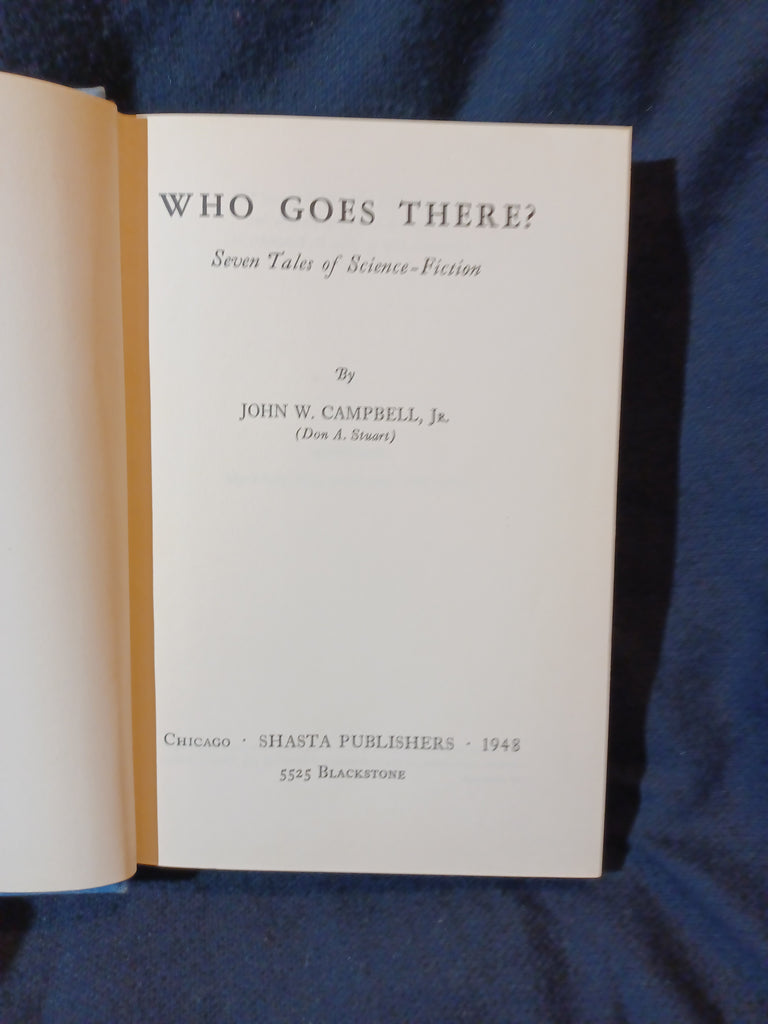 WHO GOES THERE?
Seven Tales of Science-Fiction
By
JOHN W. CAMPBELL, JR.
(Don A. Stuart)
CHICAGO · SHASTA PUBLISHERS · 1948
5525 BLACKSTONE